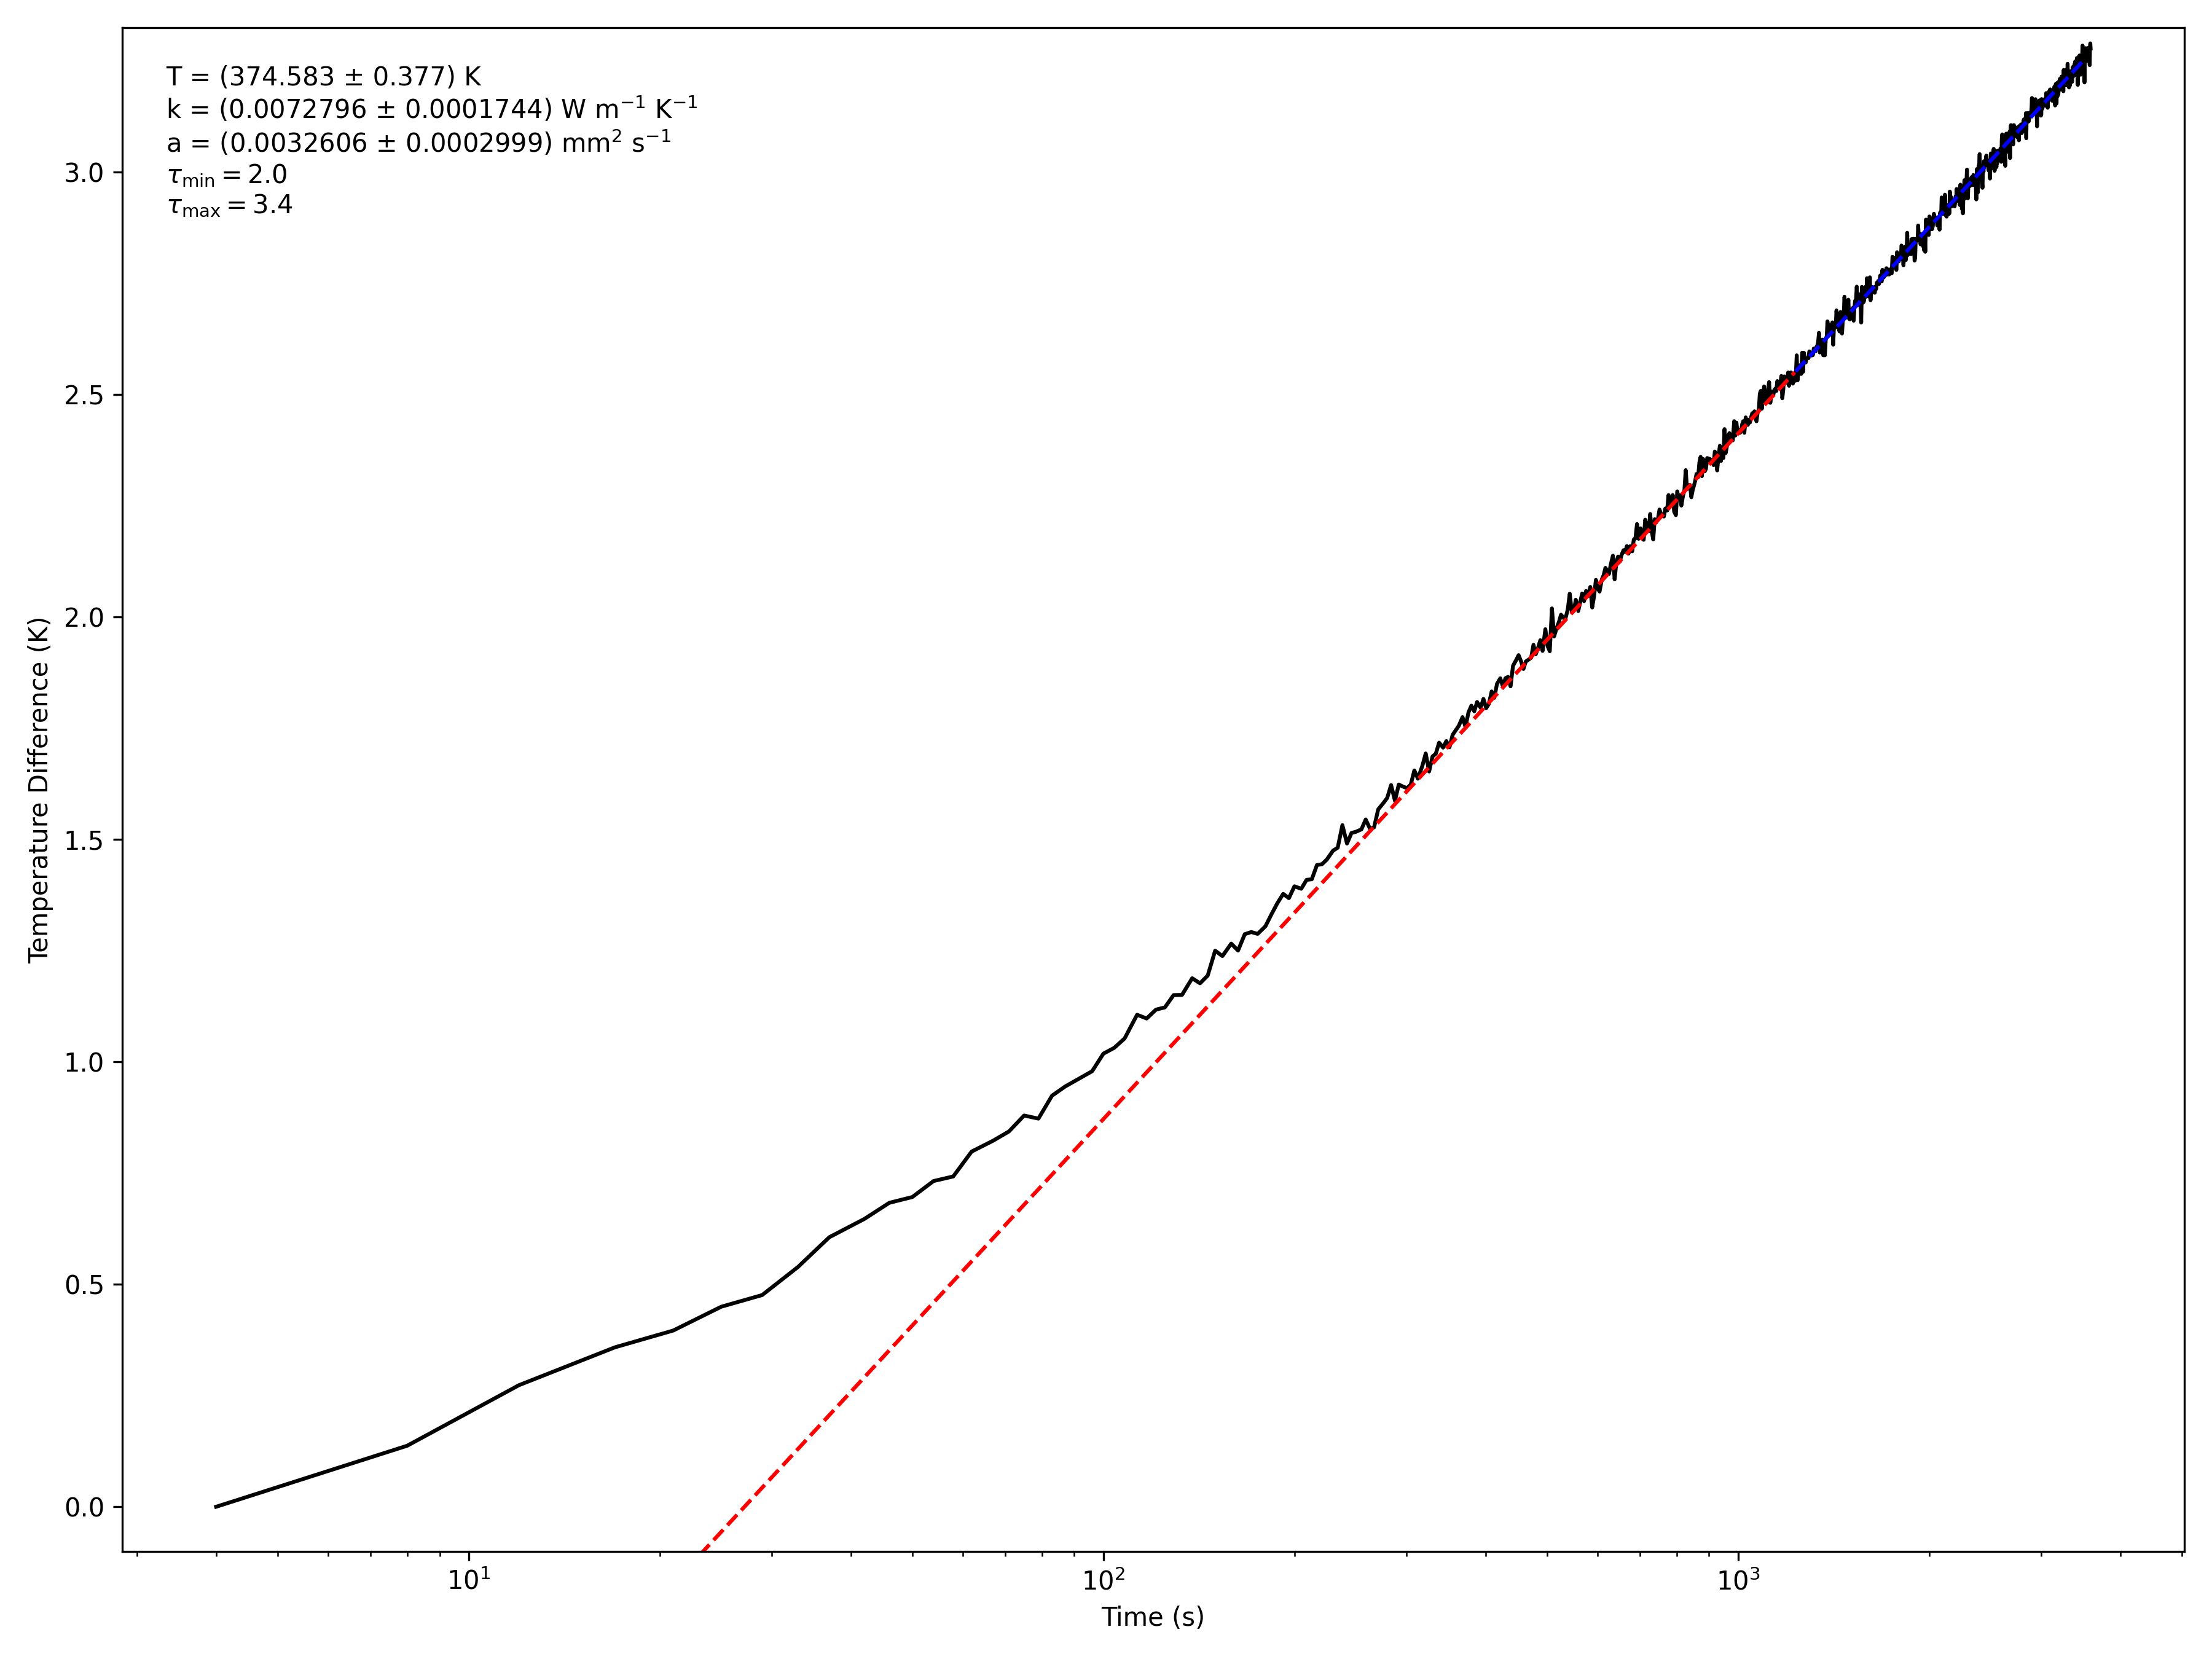 T = (374.583 ± 0.377) K
k = (0.0072796 ± 0.0001744) W m⁻¹ K⁻¹
a = (0.0032606 ± 0.0002999) mm² s⁻¹
τmin = 2.0
τmax = 3.4
3.0
2.5
2.0
1.5
1.0
0.5
0.0
Temperature Difference (K)
10¹ 10² 10³
Time (s)